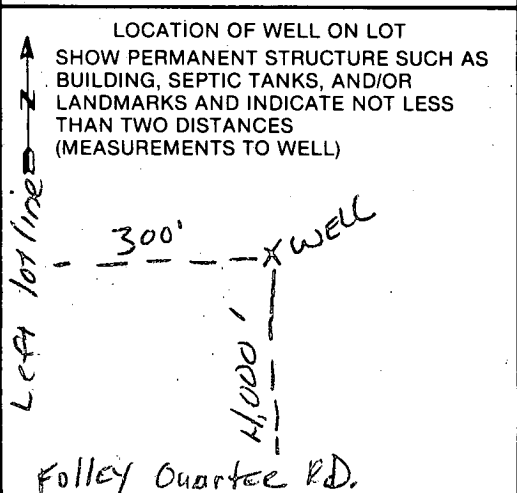 LOCATION OF WELL ON LOT
SHOW PERMANENT STRUCTURE SUCH AS
BUILDING, SEPTIC TANKS, AND/OR
LANDMARKS AND INDICATE NOT LESS
THAN TWO DISTANCES
(MEASUREMENTS TO WELL)
N
Left lot line
300'
X WELL
4,000'
Folley Quarter RD.